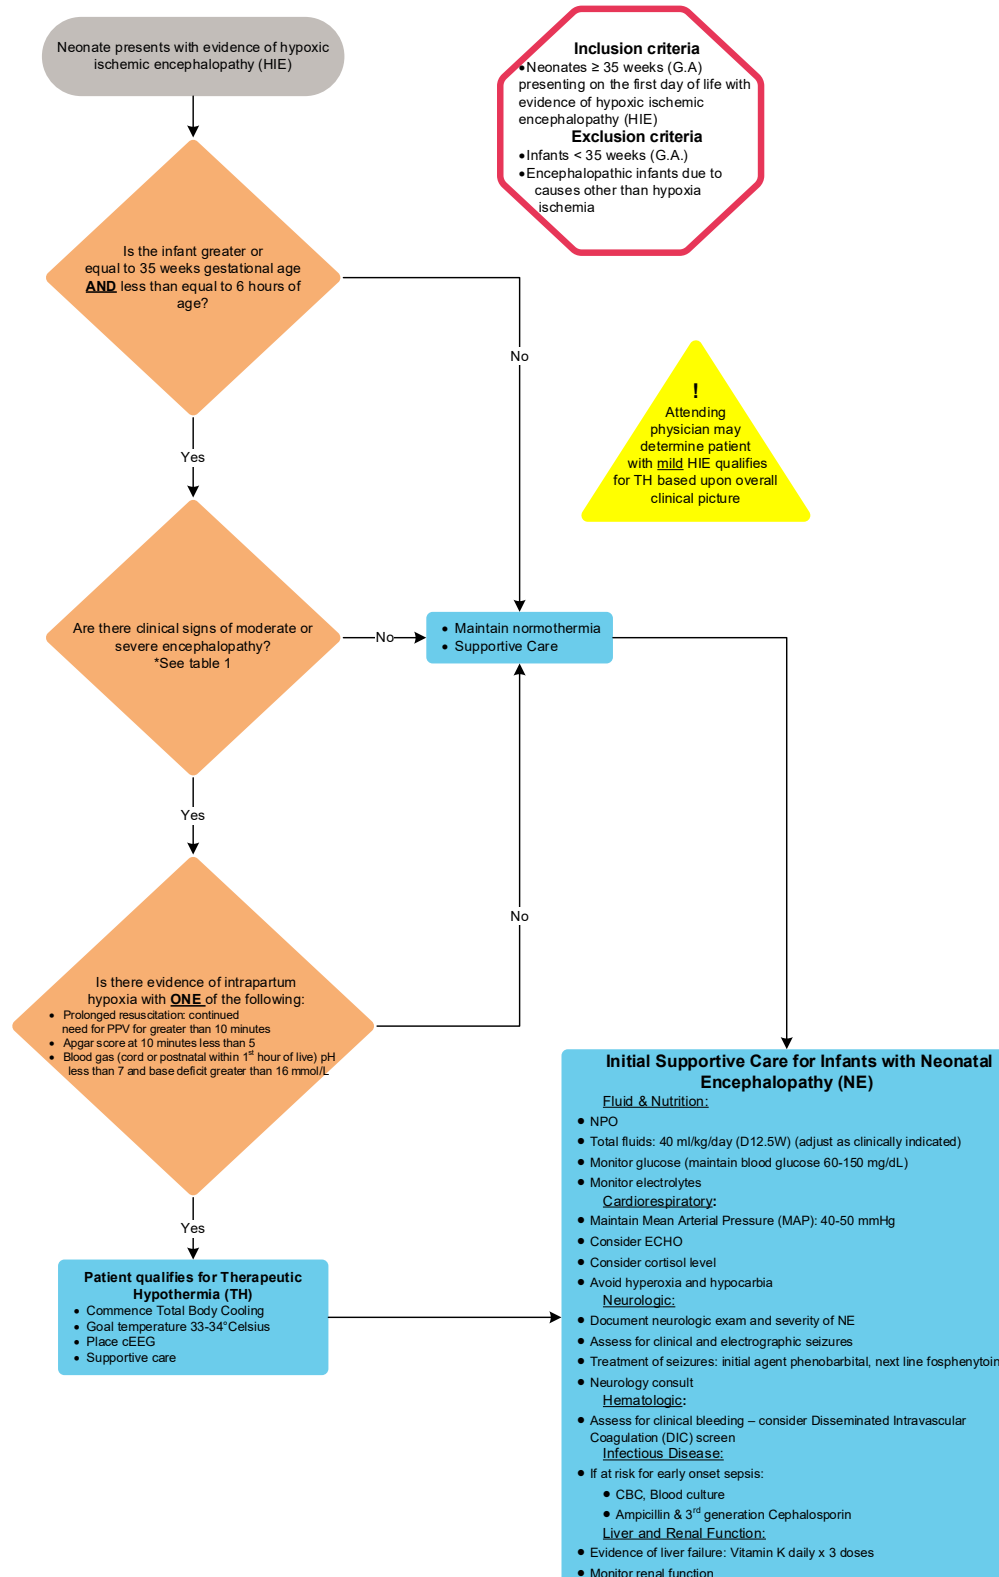 Neonate presents with evidence of hypoxic
ischemic encephalopathy (HIE)
Inclusion criteria
•Neonates ≥ 35 weeks (G.A)
presenting on the first day of life with
evidence of hypoxic ischemic
encephalopathy (HIE)
Exclusion criteria
•Infants < 35 weeks (G.A.)
•Encephalopathic infants due to
causes other than hypoxia
ischemia
Is the infant greater or
equal to 35 weeks gestational age
AND less than equal to 6 hours of
age?
No
!
Attending
physician may
determine patient
with mild HIE qualifies
for TH based upon overall
clinical picture
Yes
Are there clinical signs of moderate or
severe encephalopathy?
*See table 1
No
• Maintain normothermia
• Supportive Care
Yes
No
Is there evidence of intrapartum
hypoxia with ONE of the following:
• Prolonged resuscitation: continued
need for PPV for greater than 10 minutes
• Apgar score at 10 minutes less than 5
• Blood gas (cord or postnatal within 1st hour of live) pH
less than 7 and base deficit greater than 16 mmol/L
Yes
Patient qualifies for Therapeutic
Hypothermia (TH)
• Commence Total Body Cooling
• Goal temperature 33-34°Celsius
• Place cEEG
• Supportive care
Initial Supportive Care for Infants with Neonatal
Encephalopathy (NE)
Fluid & Nutrition:
• NPO
• Total fluids: 40 ml/kg/day (D12.5W) (adjust as clinically indicated)
• Monitor glucose (maintain blood glucose 60-150 mg/dL)
• Monitor electrolytes
Cardiorespiratory:
• Maintain Mean Arterial Pressure (MAP): 40-50 mmHg
• Consider ECHO
• Consider cortisol level
• Avoid hyperoxia and hypocarbia
Neurologic:
• Document neurologic exam and severity of NE
• Assess for clinical and electrographic seizures
• Treatment of seizures: initial agent phenobarbital, next line fosphenytoin
• Neurology consult
Hematologic:
• Assess for clinical bleeding – consider Disseminated Intravascular
Coagulation (DIC) screen
Infectious Disease:
• If at risk for early onset sepsis:
• CBC, Blood culture
• Ampicillin & 3rd generation Cephalosporin
Liver and Renal Function:
• Evidence of liver failure: Vitamin K daily x 3 doses
• Monitor renal function